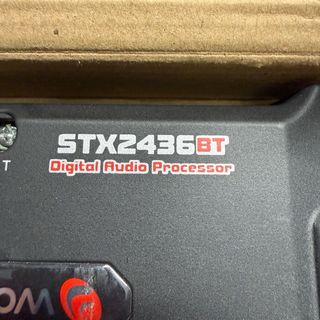 STX2436BT
Digital Audio Processor
T